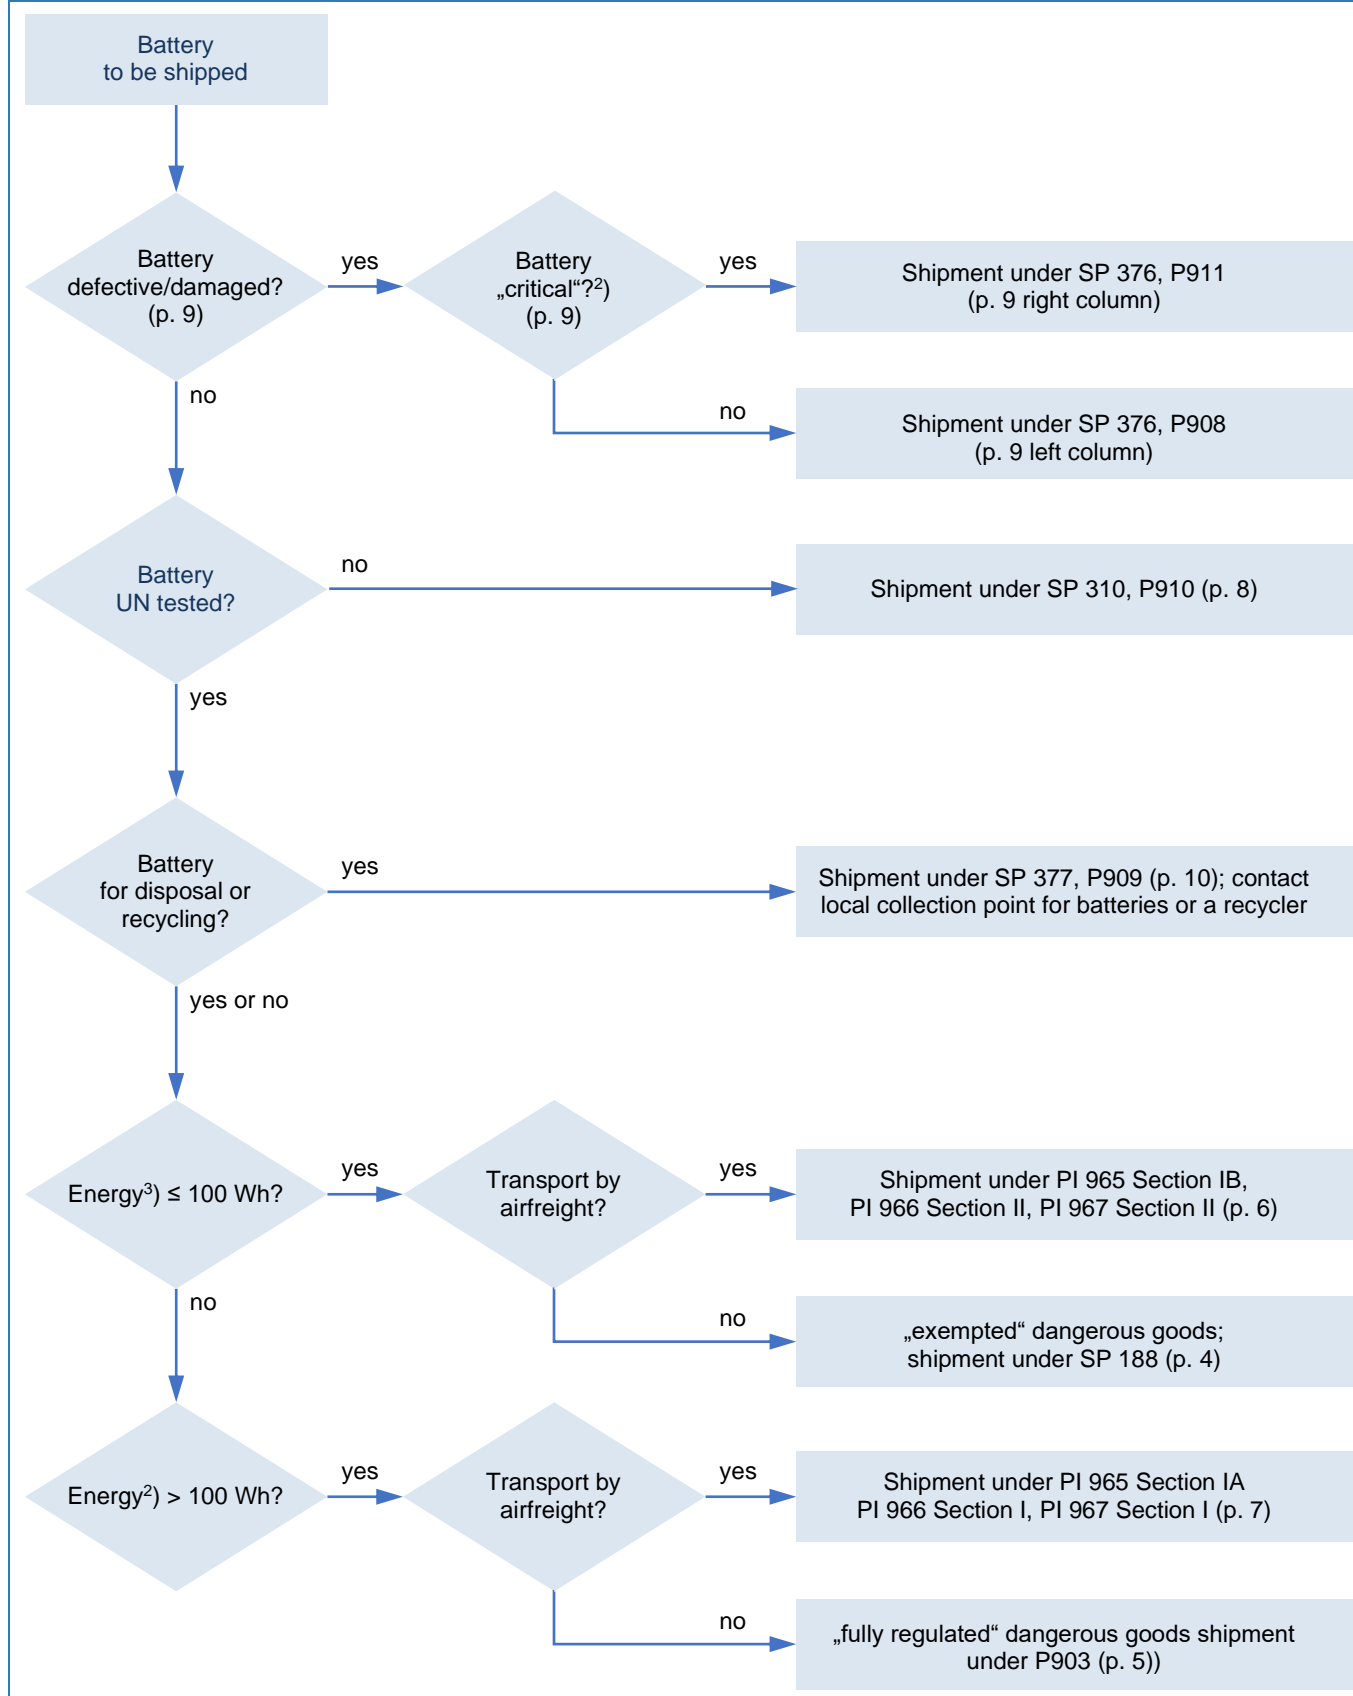 Battery
to be shipped
Battery
defective/damaged?
(p. 9)
yes
Battery
„critical“?²)
(p. 9)
yes
Shipment under SP 376, P911
(p. 9 right column)
no
no
Shipment under SP 376, P908
(p. 9 left column)
Battery
UN tested?
no
Shipment under SP 310, P910 (p. 8)
yes
Battery
for disposal or
recycling?
yes
Shipment under SP 377, P909 (p. 10); contact
local collection point for batteries or a recycler
yes or no
Energy³) ≤ 100 Wh?
yes
Transport by
airfreight?
yes
Shipment under PI 965 Section IB,
PI 966 Section II, PI 967 Section II (p. 6)
no
no
„exempted“ dangerous goods;
shipment under SP 188 (p. 4)
Energy²) > 100 Wh?
yes
Transport by
airfreight?
yes
Shipment under PI 965 Section IA
PI 966 Section I, PI 967 Section I (p. 7)
no
„fully regulated“ dangerous goods shipment
under P903 (p. 5))